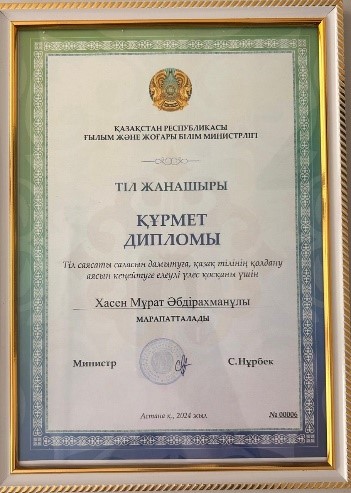 ҚАЗАҚСТАН РЕСПУБЛИКАСЫ
ҒЫЛЫМ ЖӘНЕ ЖОҒАРЫ БІЛІМ МИНИСТРЛІГІ
ТІЛ ЖАНАШЫРЫ
ҚҰРМЕТ
ДИПЛОМЫ
Тіл саясаты саласын дамытуға, қазақ тілінің қолдану
аясын кеңейтуге елеулі үлес қосқаны үшін
Хасен Мұрат Әбдірахманұлы
МАРАПАТТАЛАДЫ
Министр
С.Нұрбек
Астана қ., 2024 жыл
№ 00006